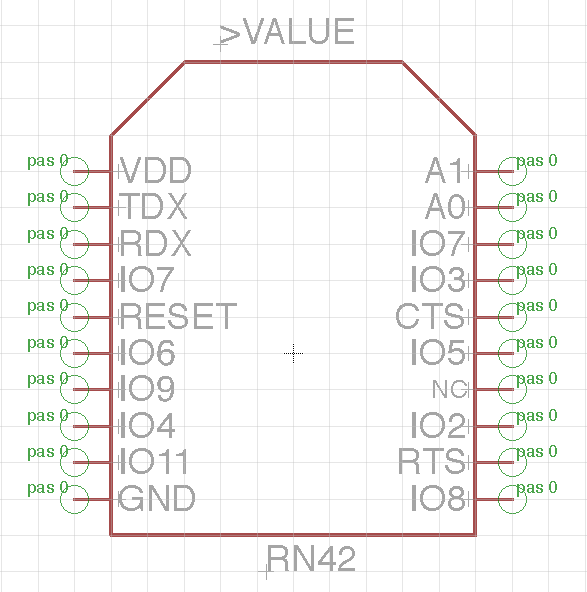 >VALUE
pas 0 VDD A1 pas 0
pas 0 TDX A0 pas 0
pas 0 RDX IO7 pas 0
pas 0 IO7 IO3 pas 0
pas 0 RESET CTS pas 0
pas 0 IO6 IO5 pas 0
pas 0 IO9 NC pas 0
pas 0 IO4 IO2 pas 0
pas 0 IO11 RTS pas 0
pas 0 GND IO8 pas 0
RN42